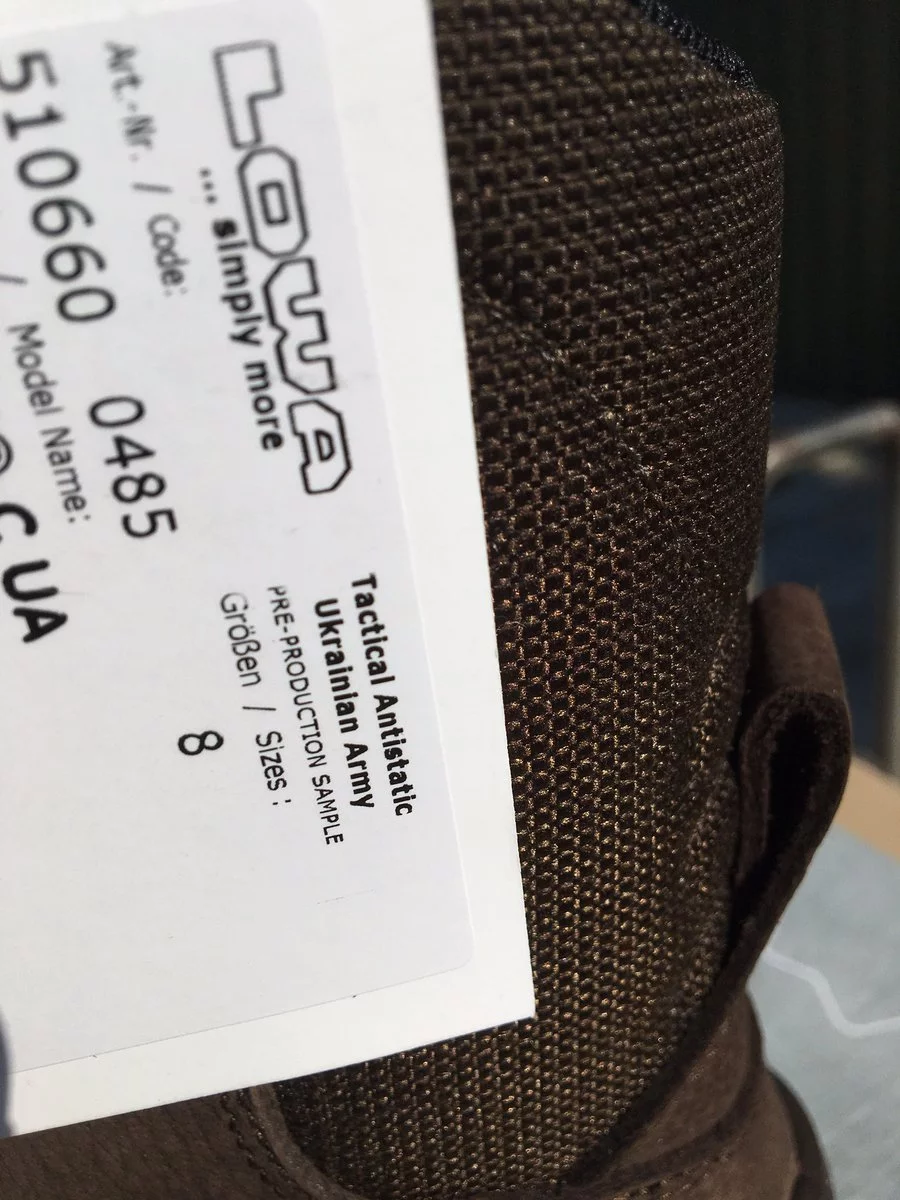 LOWA
... simply more
Tactical Antistatic
Ukrainian Army
PRE-PRODUCTION SAMPLE
Art.-Nr. / Code:
510660 0485
Größen / Sizes :
8
/ Model Name:
UA